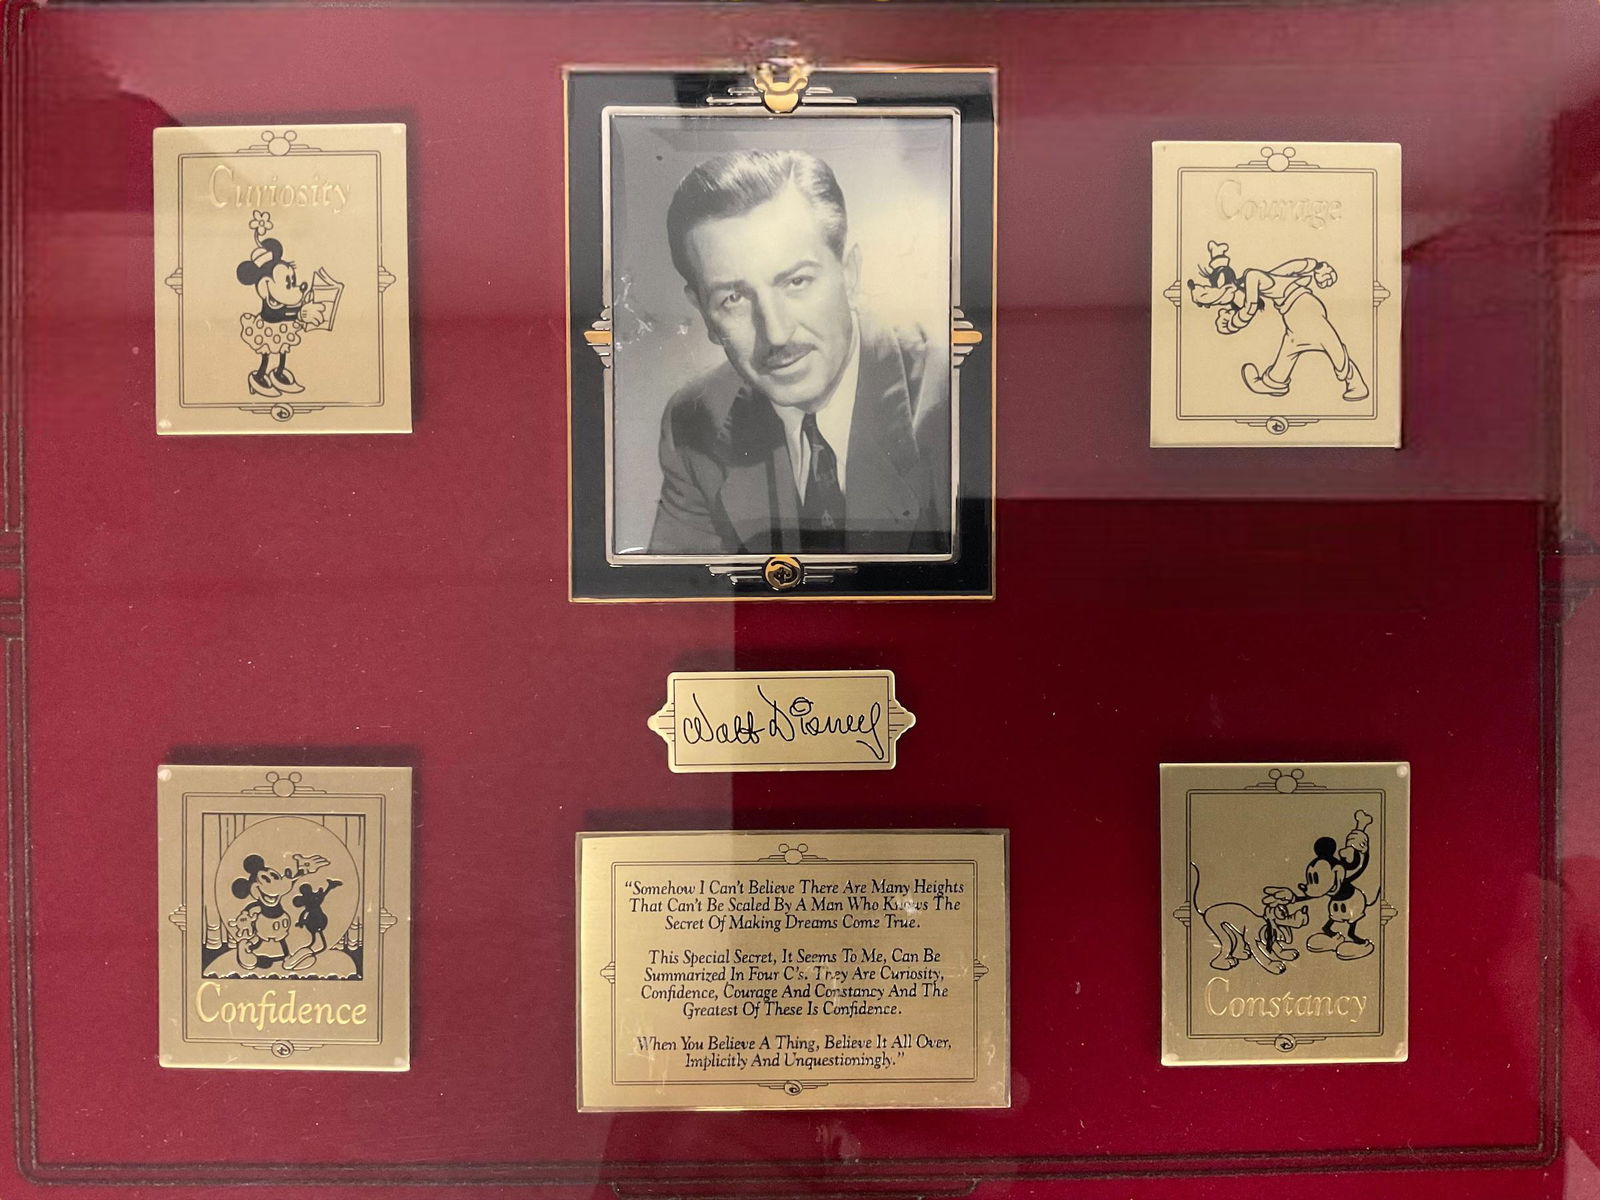 Curiosity
Courage
Walt Disney
Confidence
Constancy
“Somehow I Can't Believe There Are Many Heights
That Can't Be Scaled By A Man Who Knows The
Secret Of Making Dreams Come True.
This Special Secret, It Seems To Me, Can Be
Summarized In Four C's. They Are Curiosity,
Confidence, Courage And Constancy And The
Greatest Of These Is Confidence.
When You Believe A Thing, Believe It All Over,
Implicitly And Unquestioningly.”